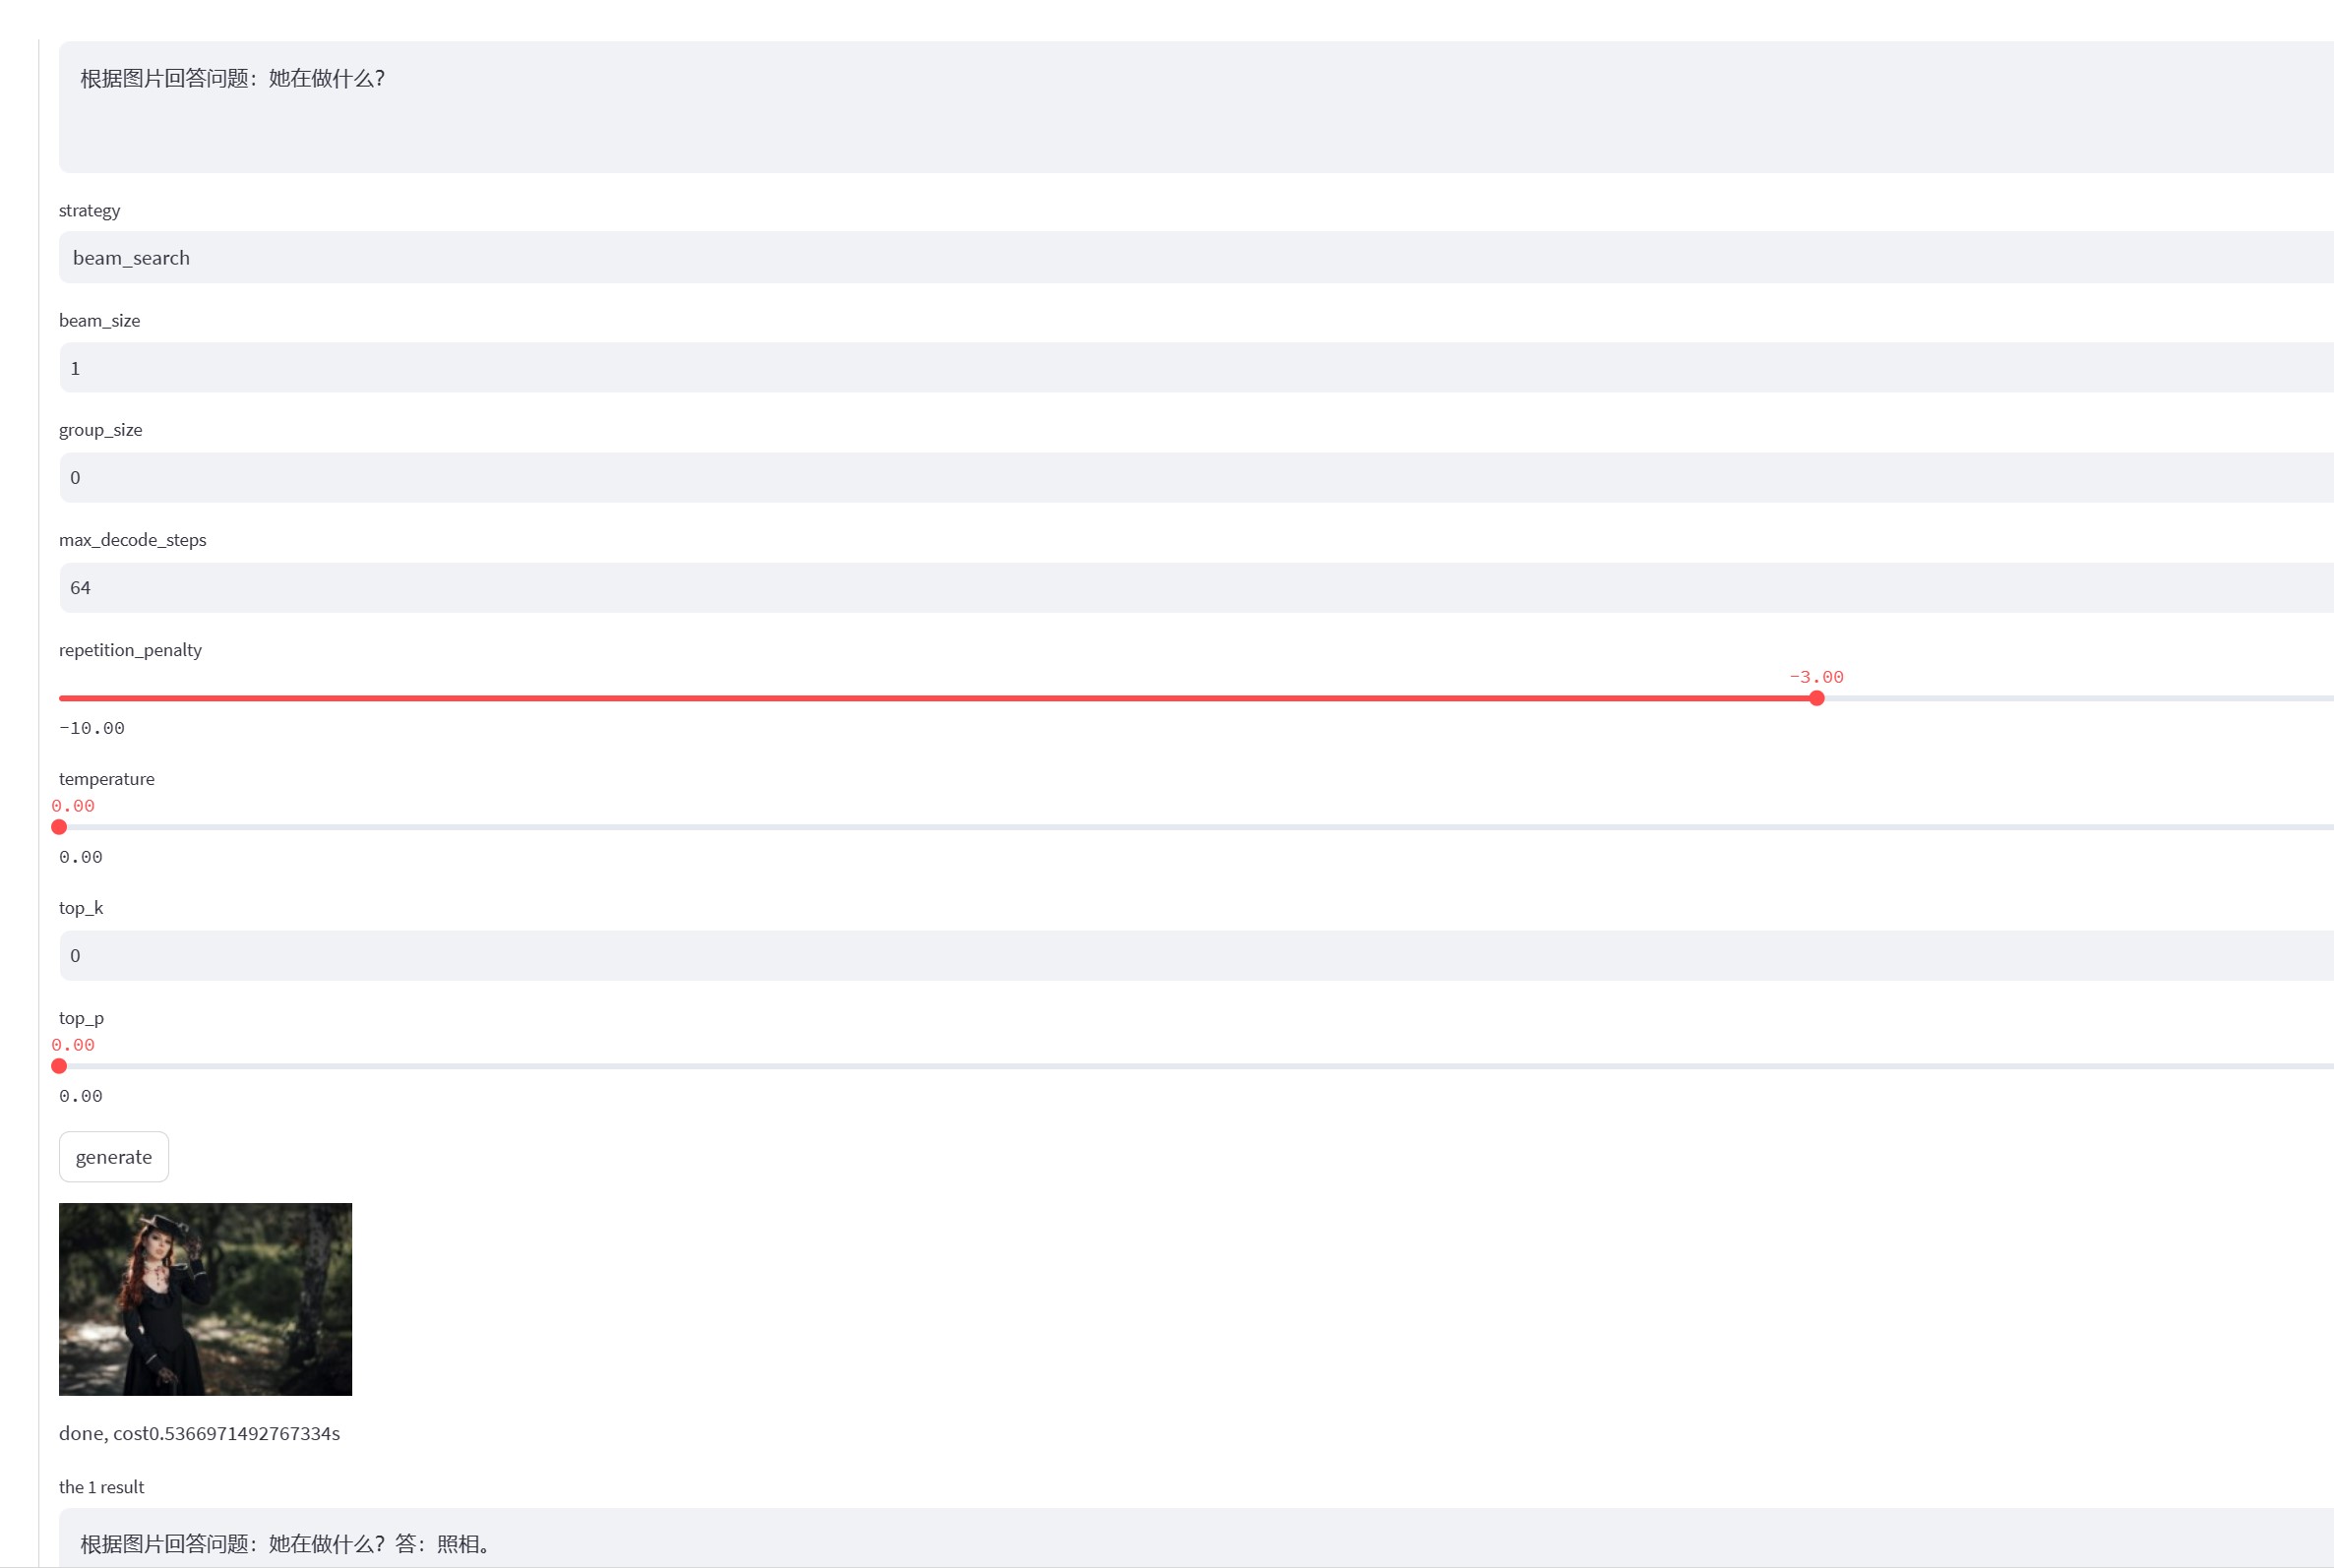 根据图片回答问题：她在做什么？
strategy
beam_search
beam_size
1
group_size
0
max_decode_steps
64
repetition_penalty
-3.00
-10.00
temperature
0.00
0.00
top_k
0
top_p
0.00
0.00
generate
done, cost0.5366971492767334s
the 1 result
根据图片回答问题：她在做什么？答：照相。